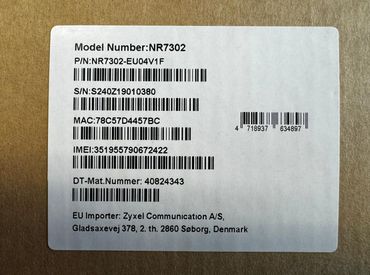 Model Number:NR7302
P/N:NR7302-EU04V1F
S/N:S240Z19010380
MAC:78C57D4457BC
4 718937 634897
IMEI:351955790672422
DT-Mat.Nummer: 40824343
EU Importer: Zyxel Communication A/S,
Gladsaxevej 378, 2. th. 2860 Søborg, Denmark